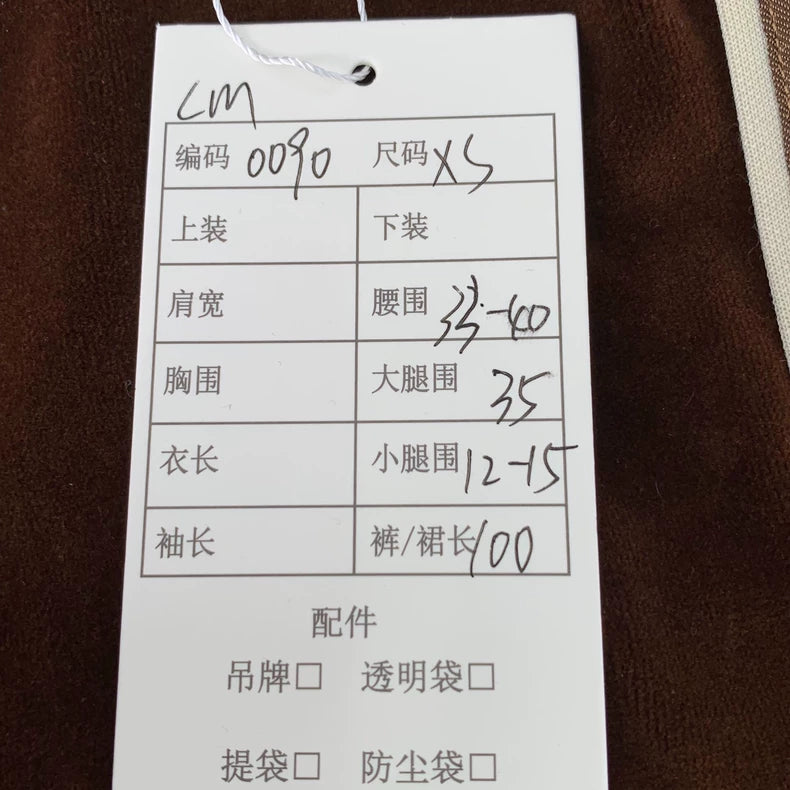 CM
编码 0090 尺码 XS
上装 下装
肩宽 腰围 33-40
胸围 大腿围 35
衣长 小腿围 12-15
袖长 裤/裙长 100
配件
吊牌□ 透明袋□
提袋□ 防尘袋□